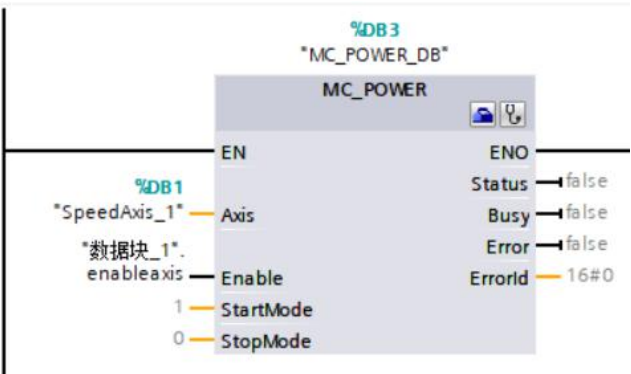 %DB3
"MC_POWER_DB"
MC_POWER
EN ENO
%DB1 Status false
"SpeedAxis_1" Axis Busy false
"数据块_1". Error false
enableaxis Enable ErrorId 16#0
1 StartMode
0 StopMode